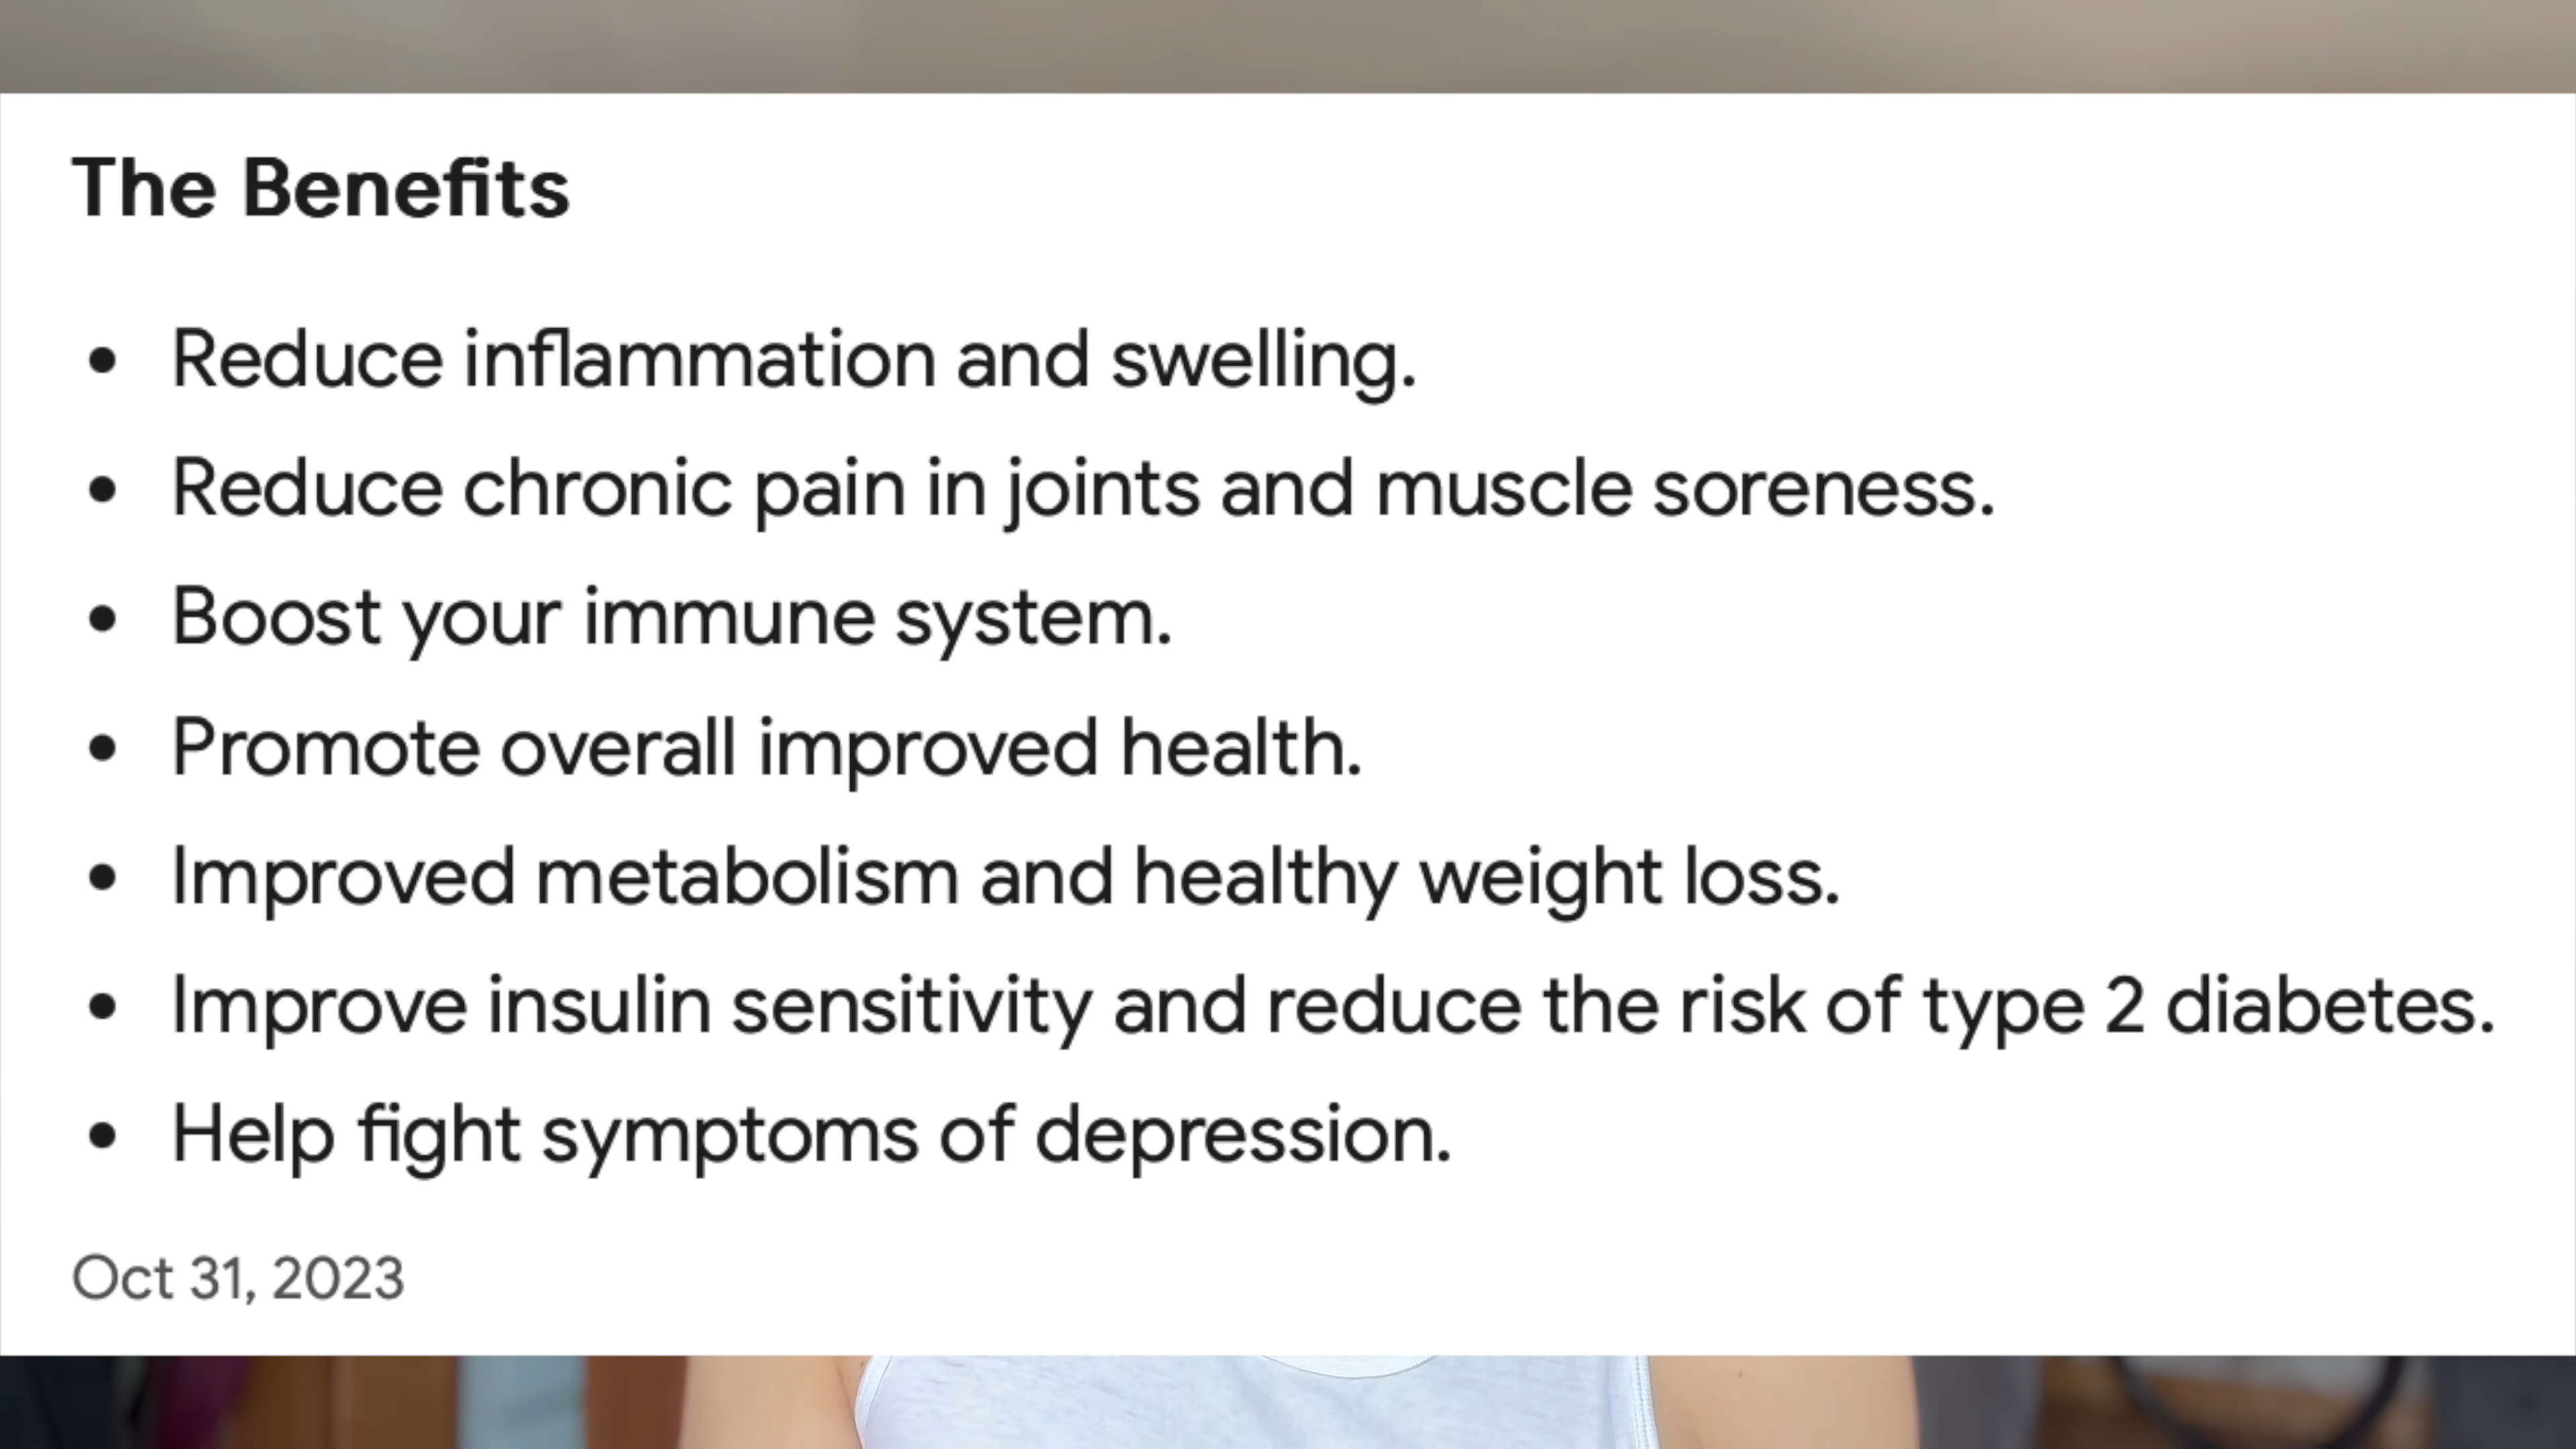 The Benefits
Reduce inflammation and swelling.
Reduce chronic pain in joints and muscle soreness.
Boost your immune system.
Promote overall improved health.
Improved metabolism and healthy weight loss.
Improve insulin sensitivity and reduce the risk of type 2 diabetes.
Help fight symptoms of depression.
Oct 31, 2023